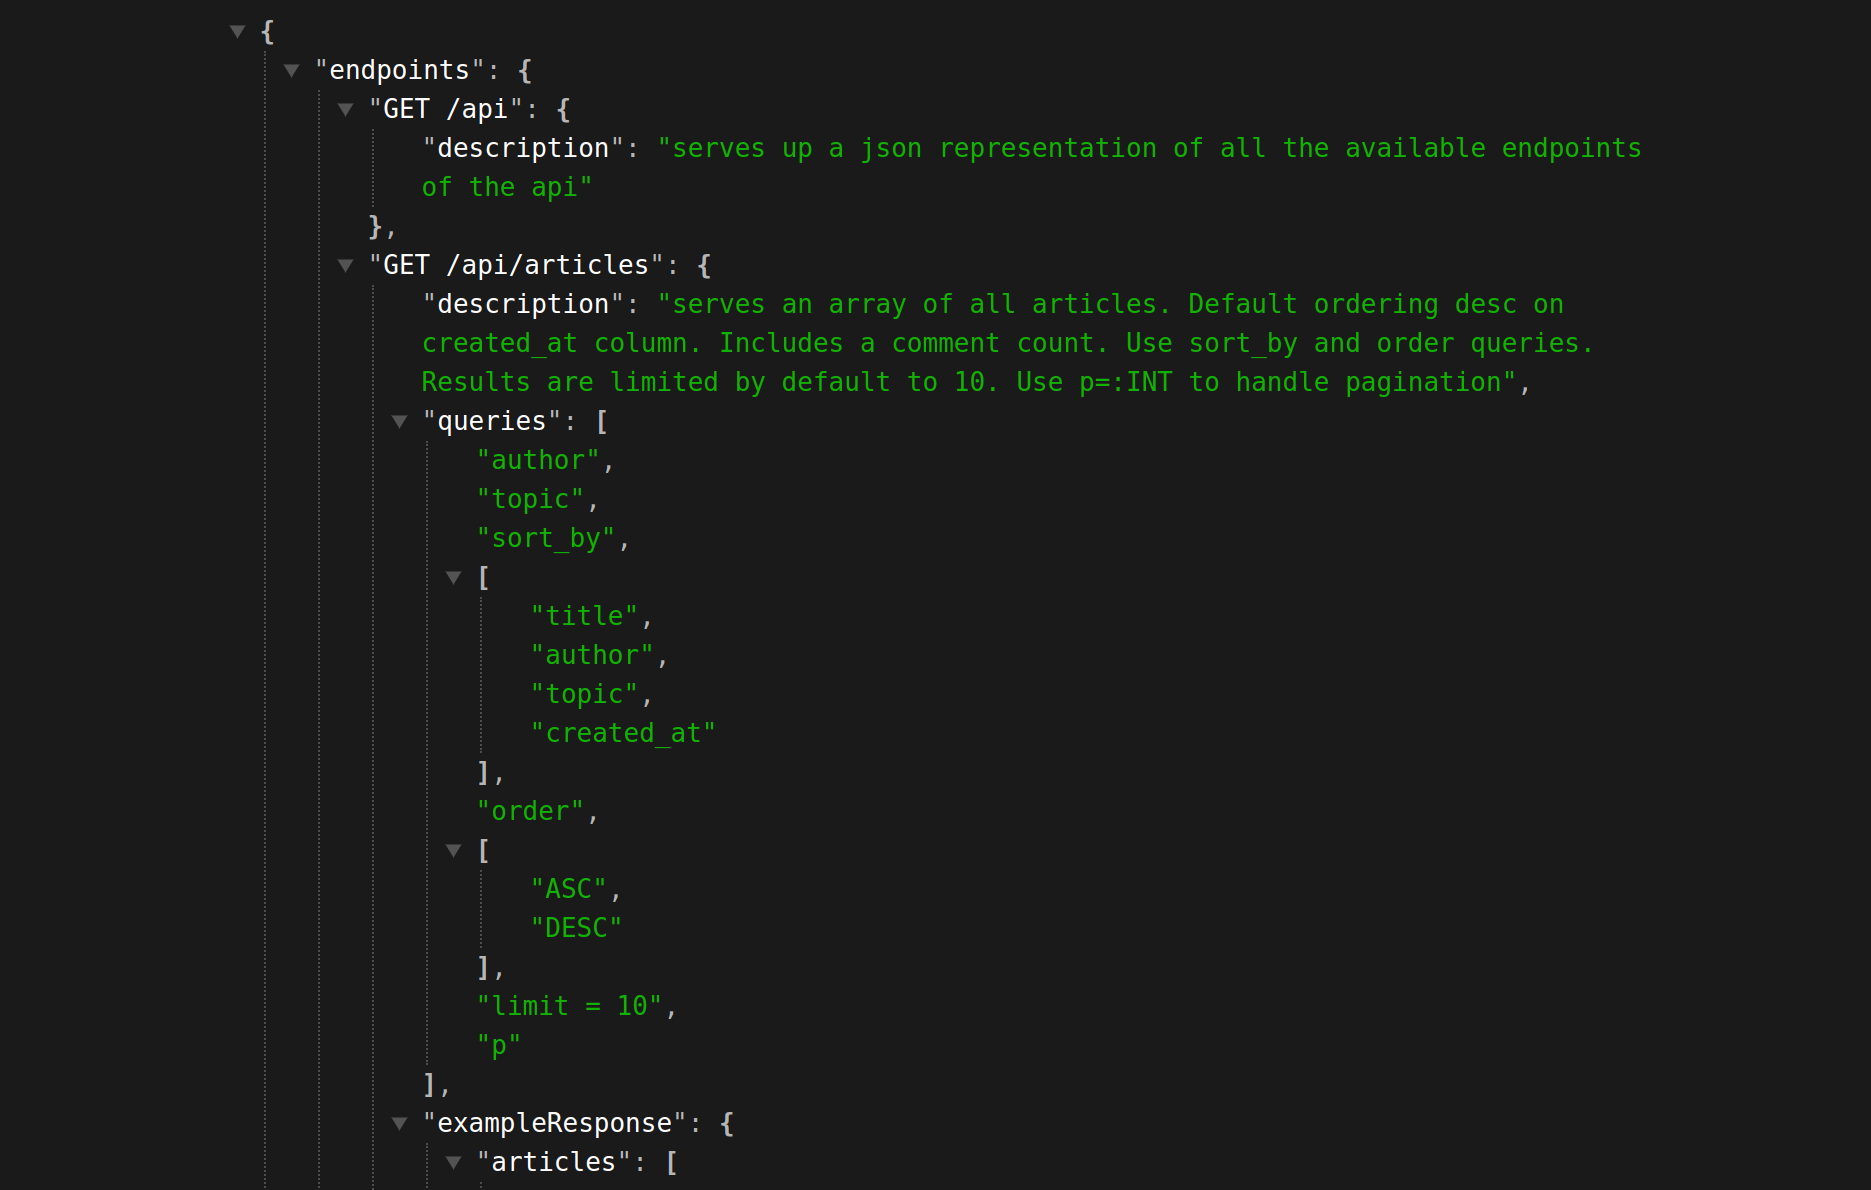 {
"endpoints": {
"GET /api": {
"description": "serves up a json representation of all the available endpoints
of the api"
},
"GET /api/articles": {
"description": "serves an array of all articles. Default ordering desc on
created_at column. Includes a comment count. Use sort_by and order queries.
Results are limited by default to 10. Use p=:INT to handle pagination",
"queries": [
"author",
"topic",
"sort_by",
[
"title",
"author",
"topic",
"created_at"
],
"order",
[
"ASC",
"DESC"
],
"limit = 10",
"p"
],
"exampleResponse": {
"articles": [